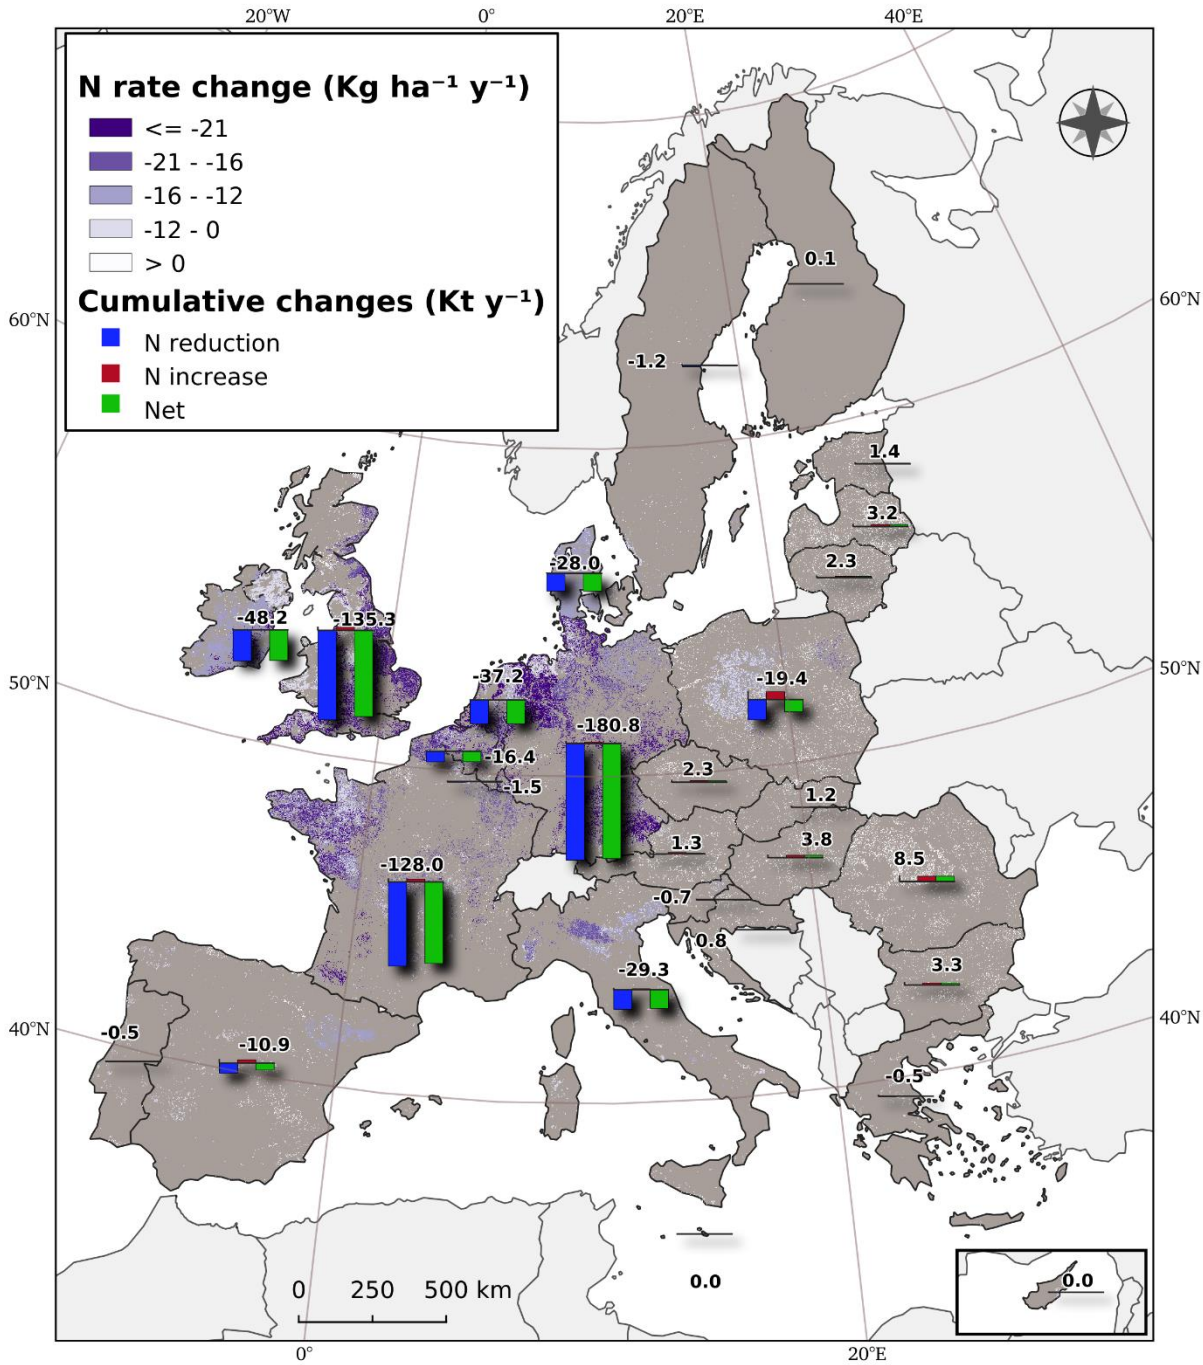 20°W 0° 20°E 40°E
N rate change (Kg ha⁻¹ y⁻¹)
<= -21
-21 - -16
-16 - -12
-12 - 0
> 0
Cumulative changes (Kt y⁻¹)
N reduction
N increase
Net
0.1
60°N
60°N
-1.2
1.4
3.2
2.3
-28.0
-48.2
-135.3
50°N
50°N
-37.2
-19.4
-180.8
-16.4
2.3
-1.5
1.2
1.3
3.8
8.5
-128.0
-0.7
0.8
3.3
-29.3
40°N
40°N
-0.5
-10.9
-0.5
0.0
0.0
0 250 500 km
0° 20°E